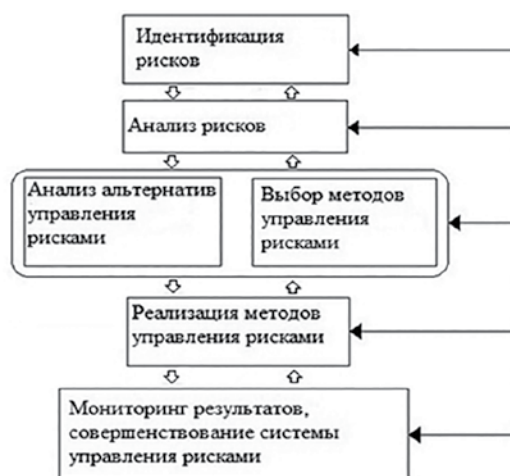 Идентификация
рисков
Анализ рисков
Анализ альтернатив
управления
рисками
Выбор методов
управления
рисками
Реализация методов
управления рисками
Мониторинг результатов,
совершенствование системы
управления рисками